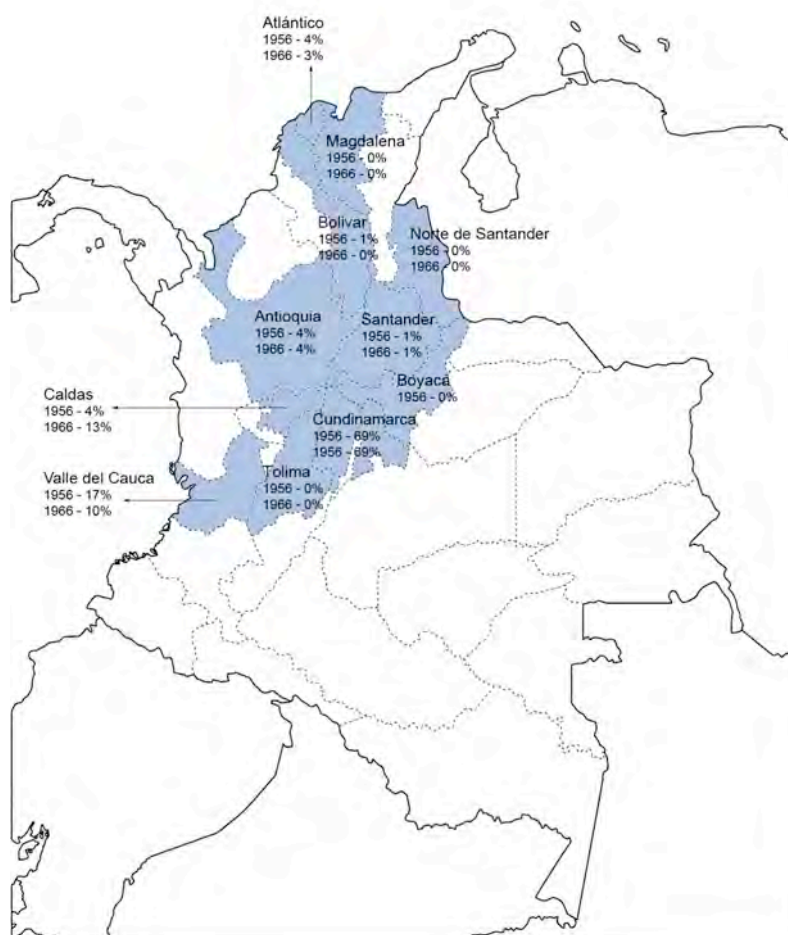 Atlántico
1956 - 4%
1966 - 3%
Magdalena
1956 - 0%
1966 - 0%
Bolívar
1956 - 1%
1966 - 0%
Norte de Santander
1956 - 0%
1966 - 0%
Antioquia
1956 - 4%
1966 - 4%
Santander
1956 - 1%
1966 - 1%
Boyacá
1956 - 0%
Caldas
1956 - 4%
1966 - 13%
Cundinamarca
1956 - 69%
1956 - 69%
Valle del Cauca
1956 - 17%
1966 - 10%
Tolima
1956 - 0%
1966 - 0%